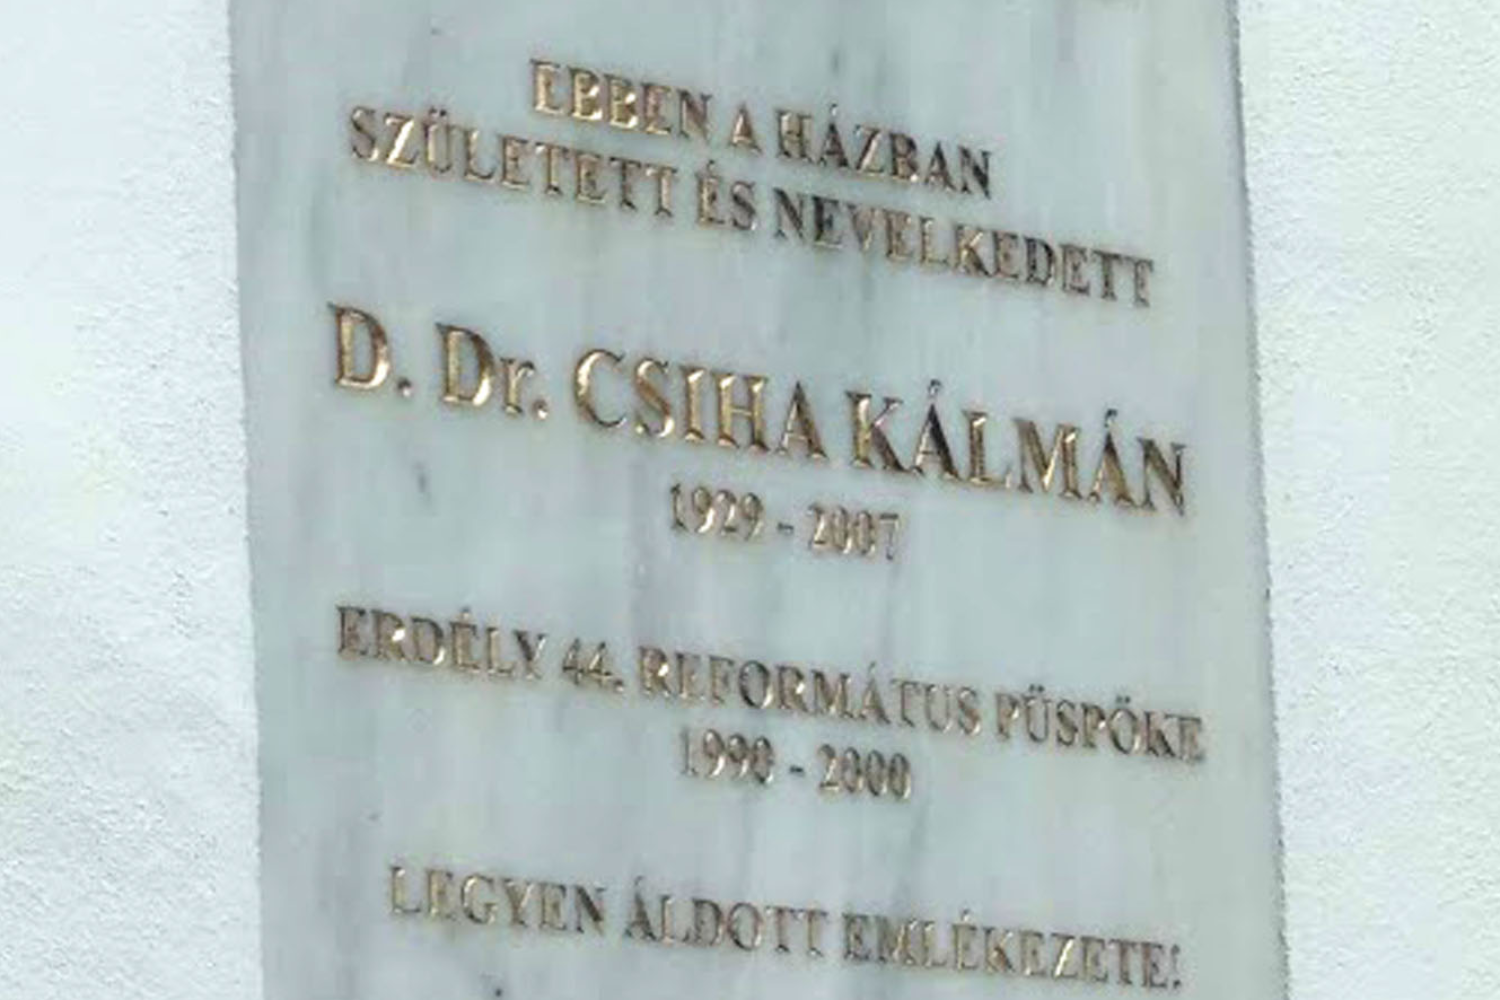 EBBEN A HÁZBAN
SZÜLETETT ÉS NEVELKEDETT
D. Dr. CSIHA KÁLMÁN
1929 - 2007
ERDÉLY 44. REFORMÁTUS PÜSPÖKE
1990 - 2000
LEGYEN ÁLDOTT EMLÉKEZETE!